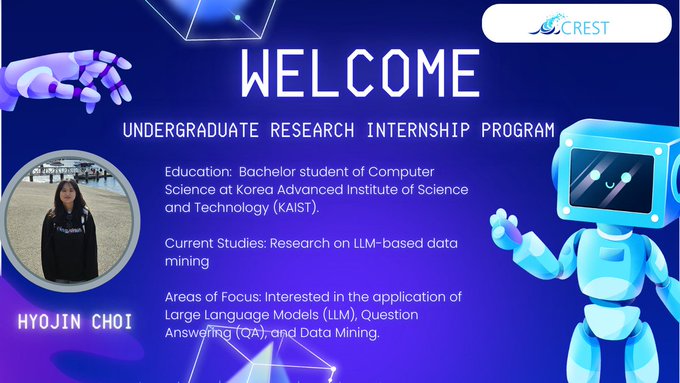 CREST
WELCOME
UNDERGRADUATE RESEARCH INTERNSHIP PROGRAM
Education:  Bachelor student of Computer
Science at Korea Advanced Institute of Science
and Technology (KAIST).
Current Studies: Research on LLM-based data
mining
Areas of Focus: Interested in the application of
Large Language Models (LLM), Question
Answering (QA), and Data Mining.
HYOJIN CHOI